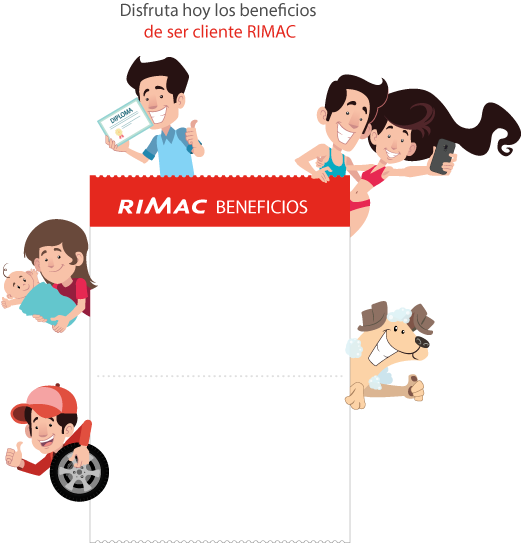 Disfruta hoy los beneficios
de ser cliente RIMAC
DIPLOMA
RIMAC BENEFICIOS